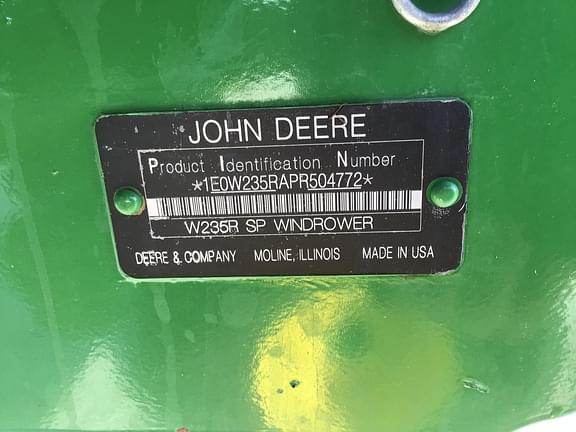 JOHN DEERE
Product Identification Number
*1E0W235RAPR504772*
W235R SP WINDROWER
DEERE & COMPANY MOLINE, ILLINOIS MADE IN USA